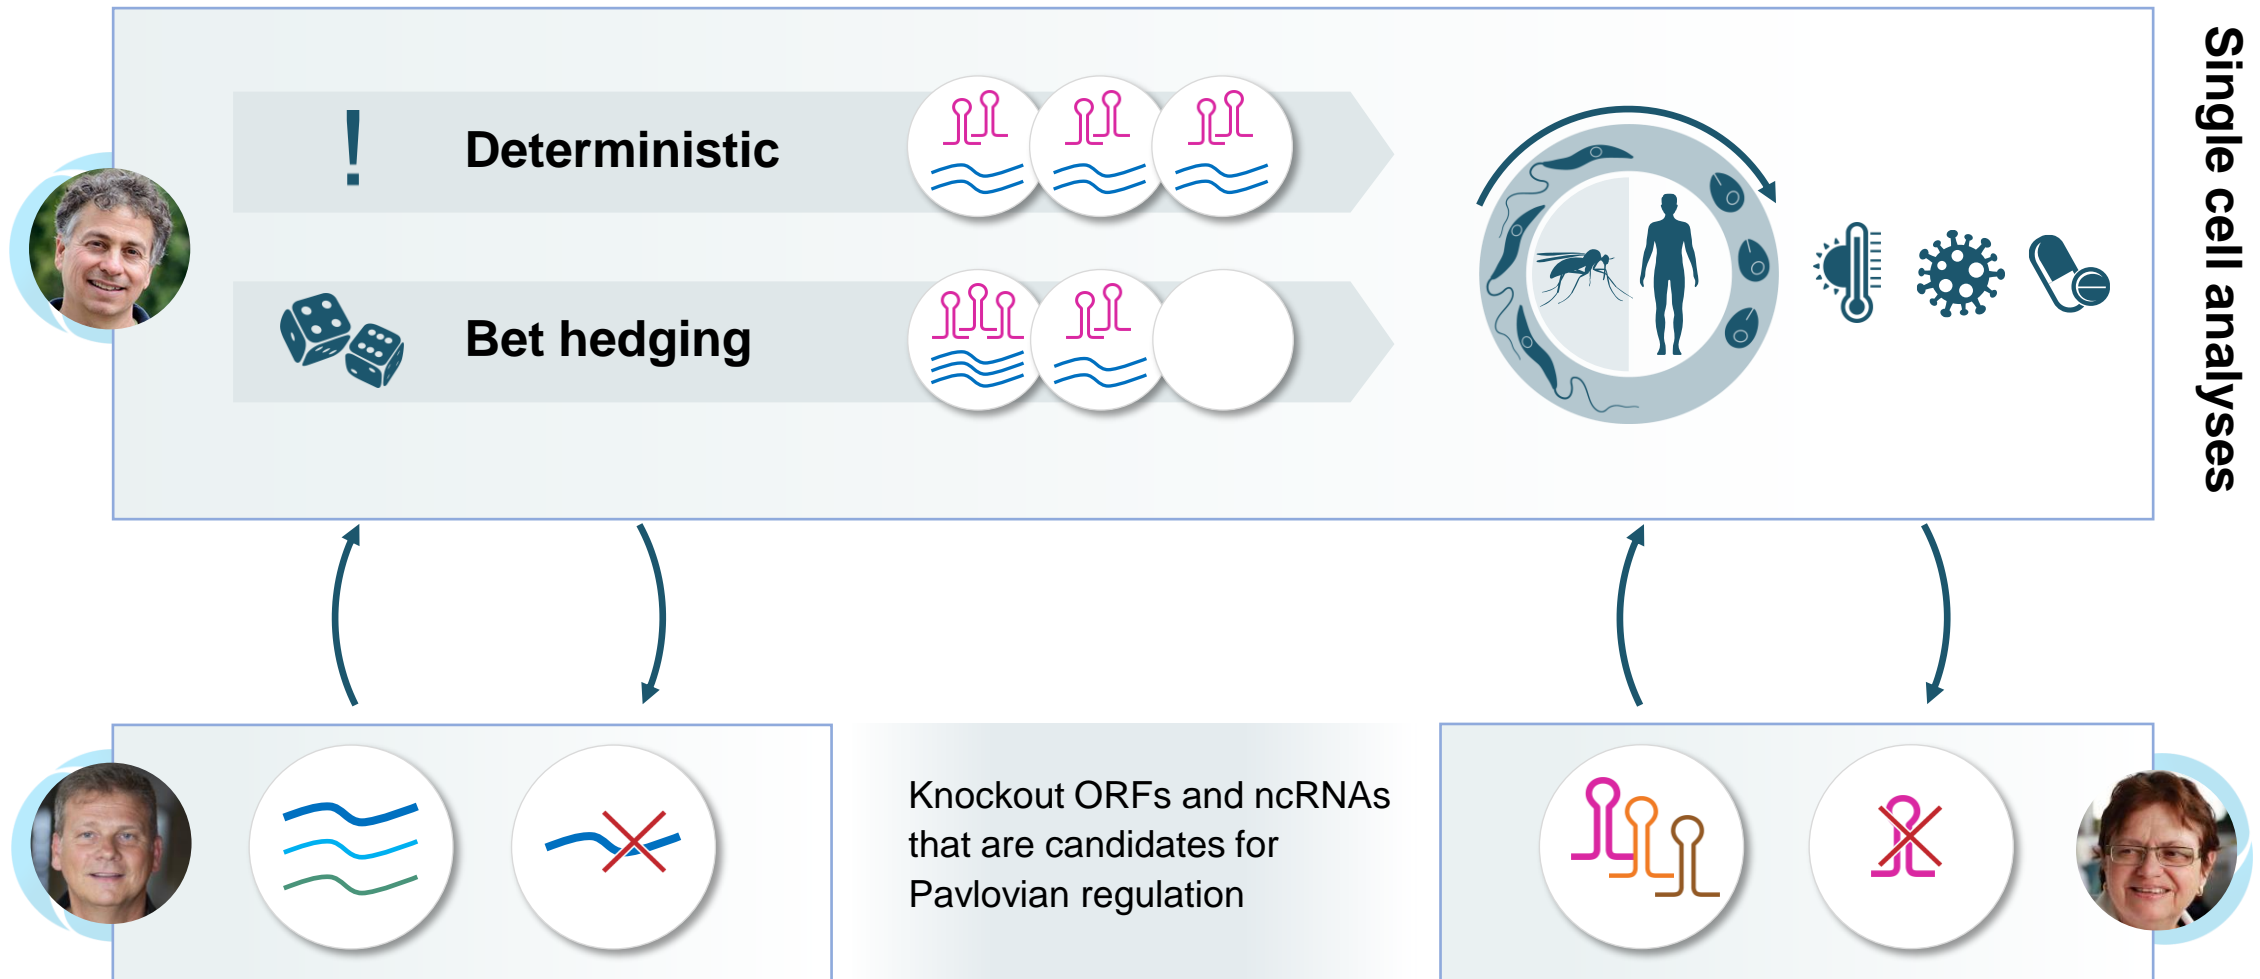 Deterministic
Bet hedging
Single cell analyses
Knockout ORFs and ncRNAs
that are candidates for
Pavlovian regulation